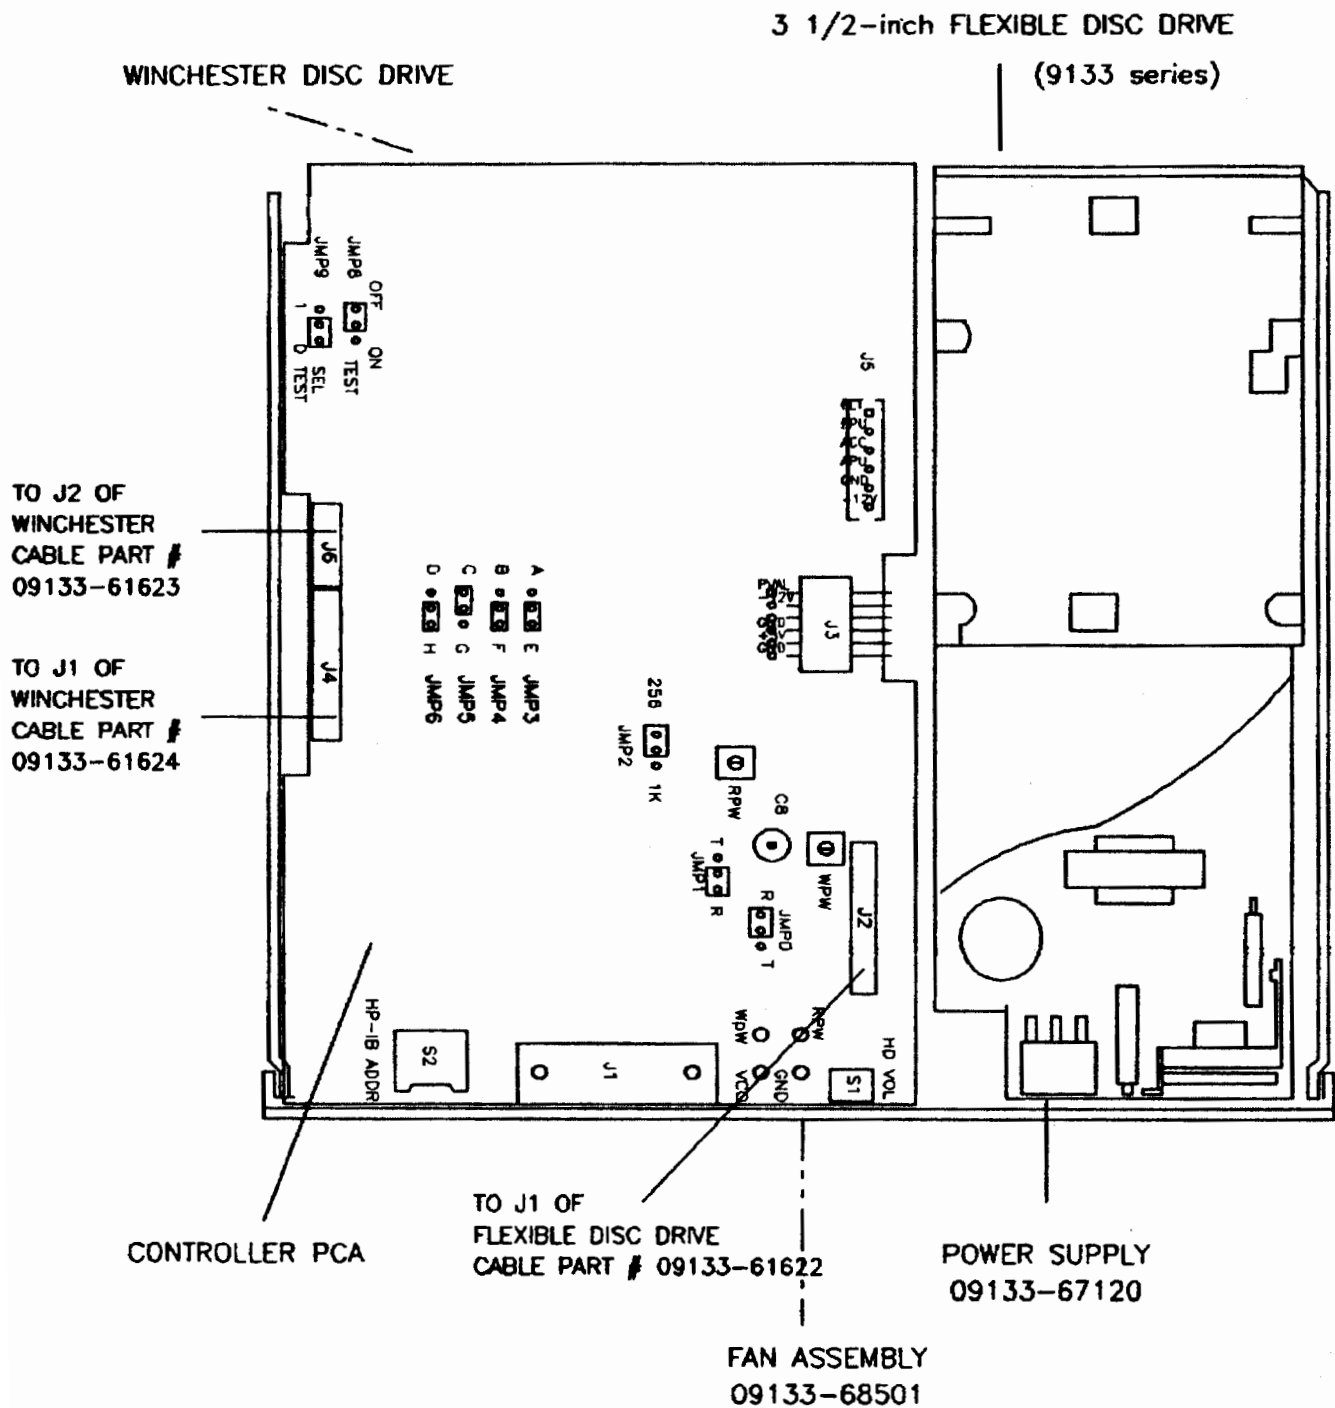 3 1/2-inch FLEXIBLE DISC DRIVE
(9133 series)
WINCHESTER DISC DRIVE
JMP9
JMP8
1
OFF
0
ON
TEST
SEL
TEST
J5
TO J2 OF
WINCHESTER
CABLE PART #
09133-61623
J6
TO J1 OF
WINCHESTER
CABLE PART #
09133-61624
J4
D
C
B
A
H
G
F
E
JMP6
JMP5
JMP4
JMP3
J3
256
JMP2
1K
RPW
C8
WPW
T
JMP1
R
R
JMP0
T
J2
HP-IB ADDR
S2
J1
WPW
RPW
VCO
GND
S1
HD VOL
CONTROLLER PCA
TO J1 OF
FLEXIBLE DISC DRIVE
CABLE PART # 09133-61622
POWER SUPPLY
09133-67120
FAN ASSEMBLY
09133-68501